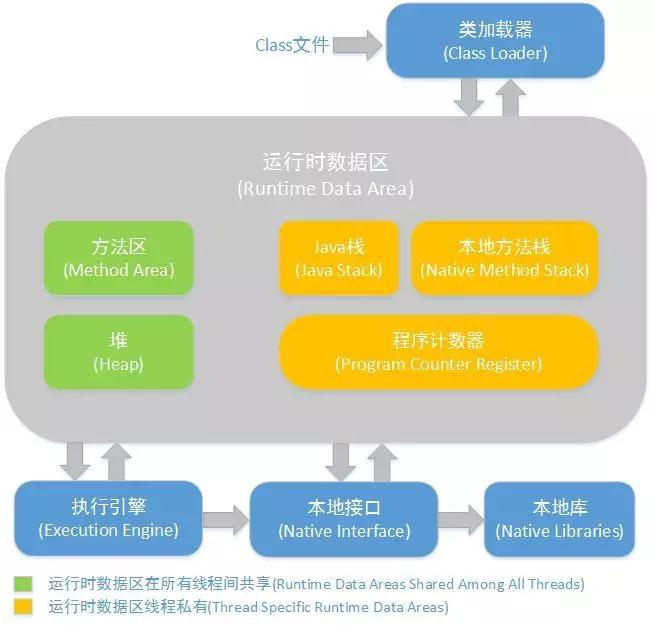 Class文件
类加载器
(Class Loader)
运行时数据区
(Runtime Data Area)
方法区
(Method Area)
Java栈
(Java Stack)
本地方法栈
(Native Method Stack)
堆
(Heap)
程序计数器
(Program Counter Register)
执行引擎
(Execution Engine)
本地接口
(Native Interface)
本地库
(Native Libraries)
运行时数据区在所有线程间共享(Runtime Data Areas Shared Among All Threads)
运行时数据区线程私有(Thread Specific Runtime Data Areas)